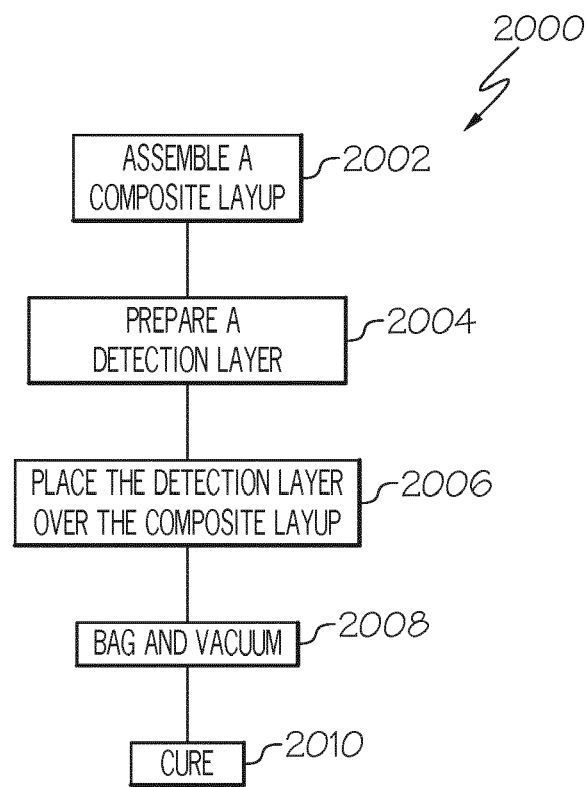 2000
ASSEMBLE A
COMPOSITE LAYUP
2002
PREPARE A
DETECTION LAYER
2004
PLACE THE DETECTION LAYER
OVER THE COMPOSITE LAYUP
2006
BAG AND VACUUM
2008
CURE
2010